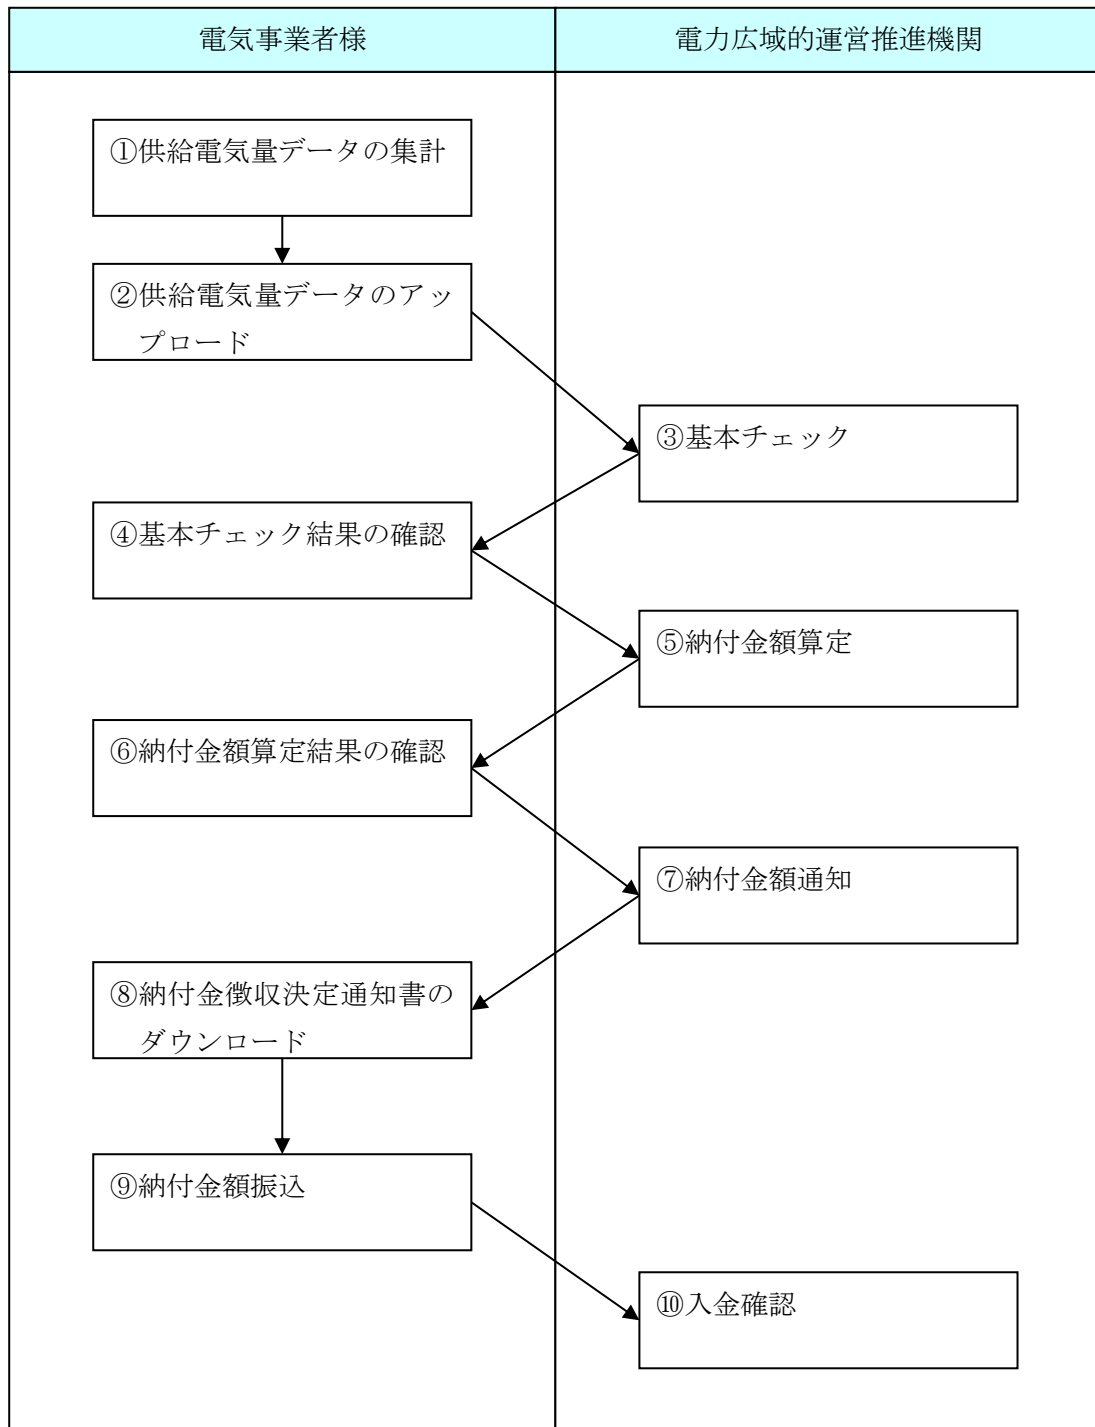 電気事業者様
電力広域的運営推進機関
①供給電気量データの集計
②供給電気量データのアッ
プロード
③基本チェック
④基本チェック結果の確認
⑤納付金額算定
⑥納付金額算定結果の確認
⑦納付金額通知
⑧納付金徴収決定通知書の
ダウンロード
⑨納付金額振込
⑩入金確認